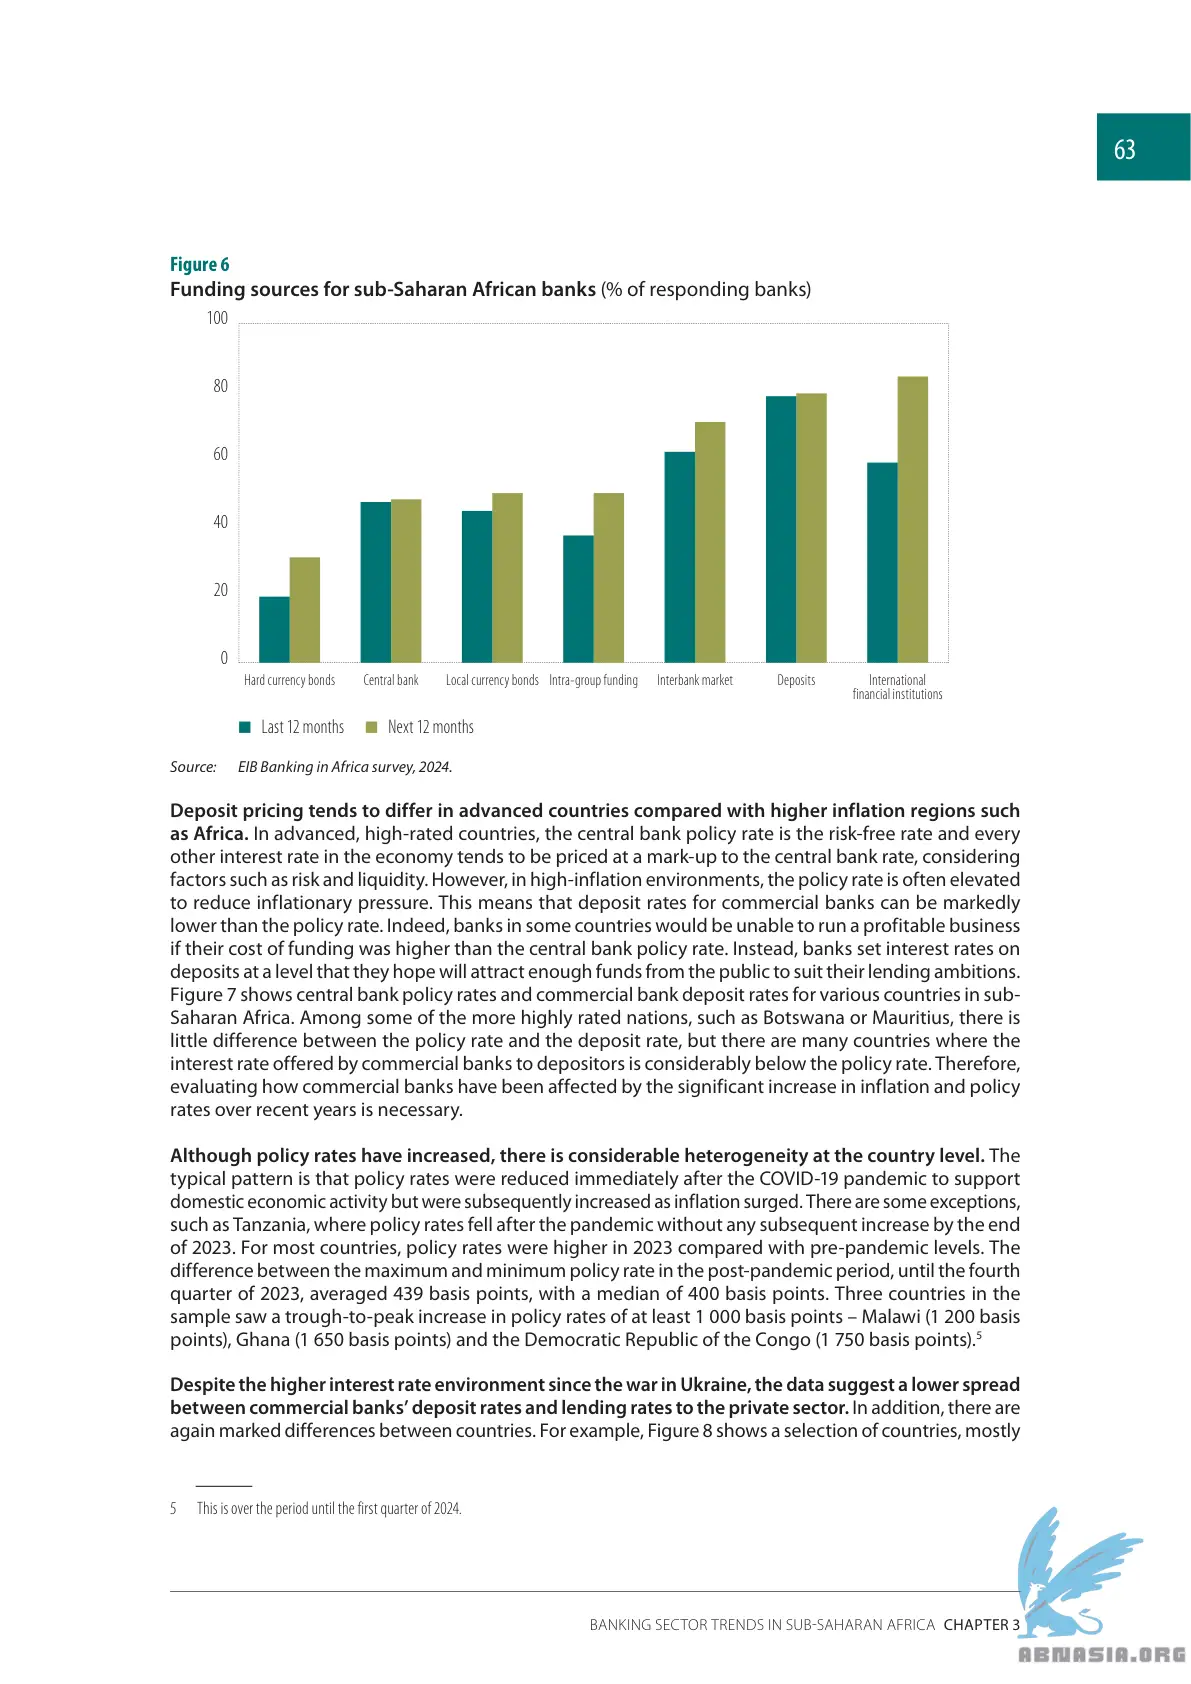 63
Figure 6
Funding sources for sub-Saharan African banks (% of responding banks)
100
80
60
40
20
0
Hard currency bonds Central bank Local currency bonds Intra-group funding Interbank market Deposits International
financial institutions
Last 12 months Next 12 months
Source: EIB Banking in Africa survey, 2024.
Deposit pricing tends to differ in advanced countries compared with higher inflation regions such
as Africa. In advanced, high-rated countries, the central bank policy rate is the risk-free rate and every
other interest rate in the economy tends to be priced at a mark-up to the central bank rate, considering
factors such as risk and liquidity. However, in high-inflation environments, the policy rate is often elevated
to reduce inflationary pressure. This means that deposit rates for commercial banks can be markedly
lower than the policy rate. Indeed, banks in some countries would be unable to run a profitable business
if their cost of funding was higher than the central bank policy rate. Instead, banks set interest rates on
deposits at a level that they hope will attract enough funds from the public to suit their lending ambitions.
Figure 7 shows central bank policy rates and commercial bank deposit rates for various countries in sub-
Saharan Africa. Among some of the more highly rated nations, such as Botswana or Mauritius, there is
little difference between the policy rate and the deposit rate, but there are many countries where the
interest rate offered by commercial banks to depositors is considerably below the policy rate. Therefore,
evaluating how commercial banks have been affected by the significant increase in inflation and policy
rates over recent years is necessary.
Although policy rates have increased, there is considerable heterogeneity at the country level. The
typical pattern is that policy rates were reduced immediately after the COVID-19 pandemic to support
domestic economic activity but were subsequently increased as inflation surged. There are some exceptions,
such as Tanzania, where policy rates fell after the pandemic without any subsequent increase by the end
of 2023. For most countries, policy rates were higher in 2023 compared with pre-pandemic levels. The
difference between the maximum and minimum policy rate in the post-pandemic period, until the fourth
quarter of 2023, averaged 439 basis points, with a median of 400 basis points. Three countries in the
sample saw a trough-to-peak increase in policy rates of at least 1 000 basis points – Malawi (1 200 basis
points), Ghana (1 650 basis points) and the Democratic Republic of the Congo (1 750 basis points).5
Despite the higher interest rate environment since the war in Ukraine, the data suggest a lower spread
between commercial banks’ deposit rates and lending rates to the private sector. In addition, there are
again marked differences between countries. For example, Figure 8 shows a selection of countries, mostly
5 This is over the period until the first quarter of 2024.
BANKING SECTOR TRENDS IN SUB-SAHARAN AFRICA CHAPTER 3
ABNASIA.ORG